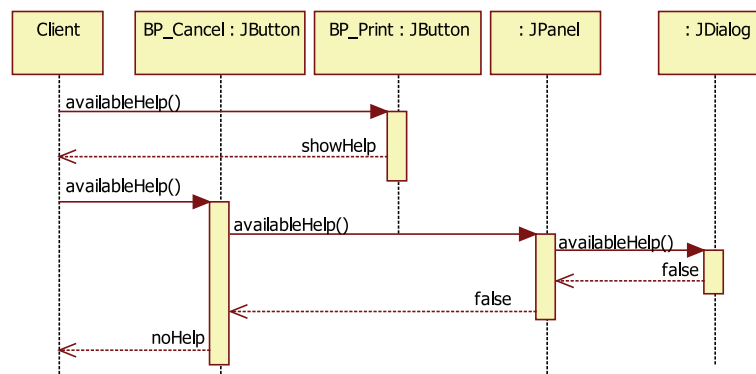 Client
BP_Cancel : JButton
BP_Print : JButton
: JPanel
: JDialog
availableHelp()
showHelp
availableHelp()
availableHelp()
availableHelp()
false
false
noHelp